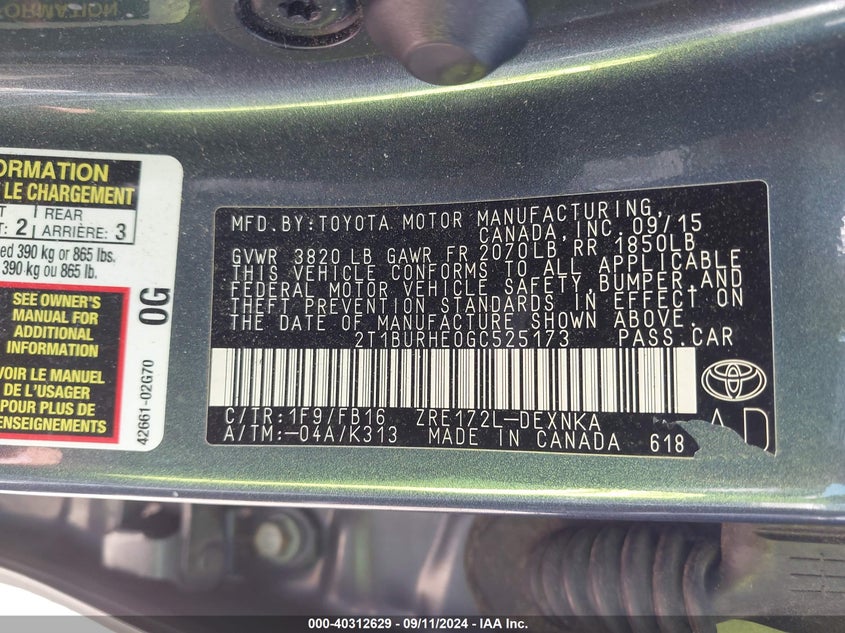 FORMATION
ORMATION
E LE CHARGEMENT
T REAR
T: 2 ARRIÈRE: 3
ed 390 kg or 865 lbs.
390 kg ou 865 lb.
SEE OWNER'S
MANUAL FOR
ADDITIONAL
INFORMATION
VOIR LE MANUEL
DE L'USAGER
POUR PLUS DE
RENSEIGNEMENTS
0G
42661-02G70
MFD.BY:TOYOTA MOTOR MANUFACTURING,
CANADA,INC.09/15
GVWR 3820LB GAWR FR 2070LB,RR 1850LB
THIS VEHICLE CONFORMS TO ALL APPLICABLE
FEDERAL MOTOR VEHICLE SAFETY,BUMPER,AND
THEFT PREVENTION STANDARDS IN EFFECT ON
THE DATE OF MANUFACTURE SHOWN ABOVE.
2T1BURHE0GC525173 PASS.CAR
C/TR:1F9/FB16 ZRE172L-DEXNKA
A/TM:-04A/K313 MADE IN CANADA 618
AD
000-40312629 - 09/11/2024 - IAA Inc.